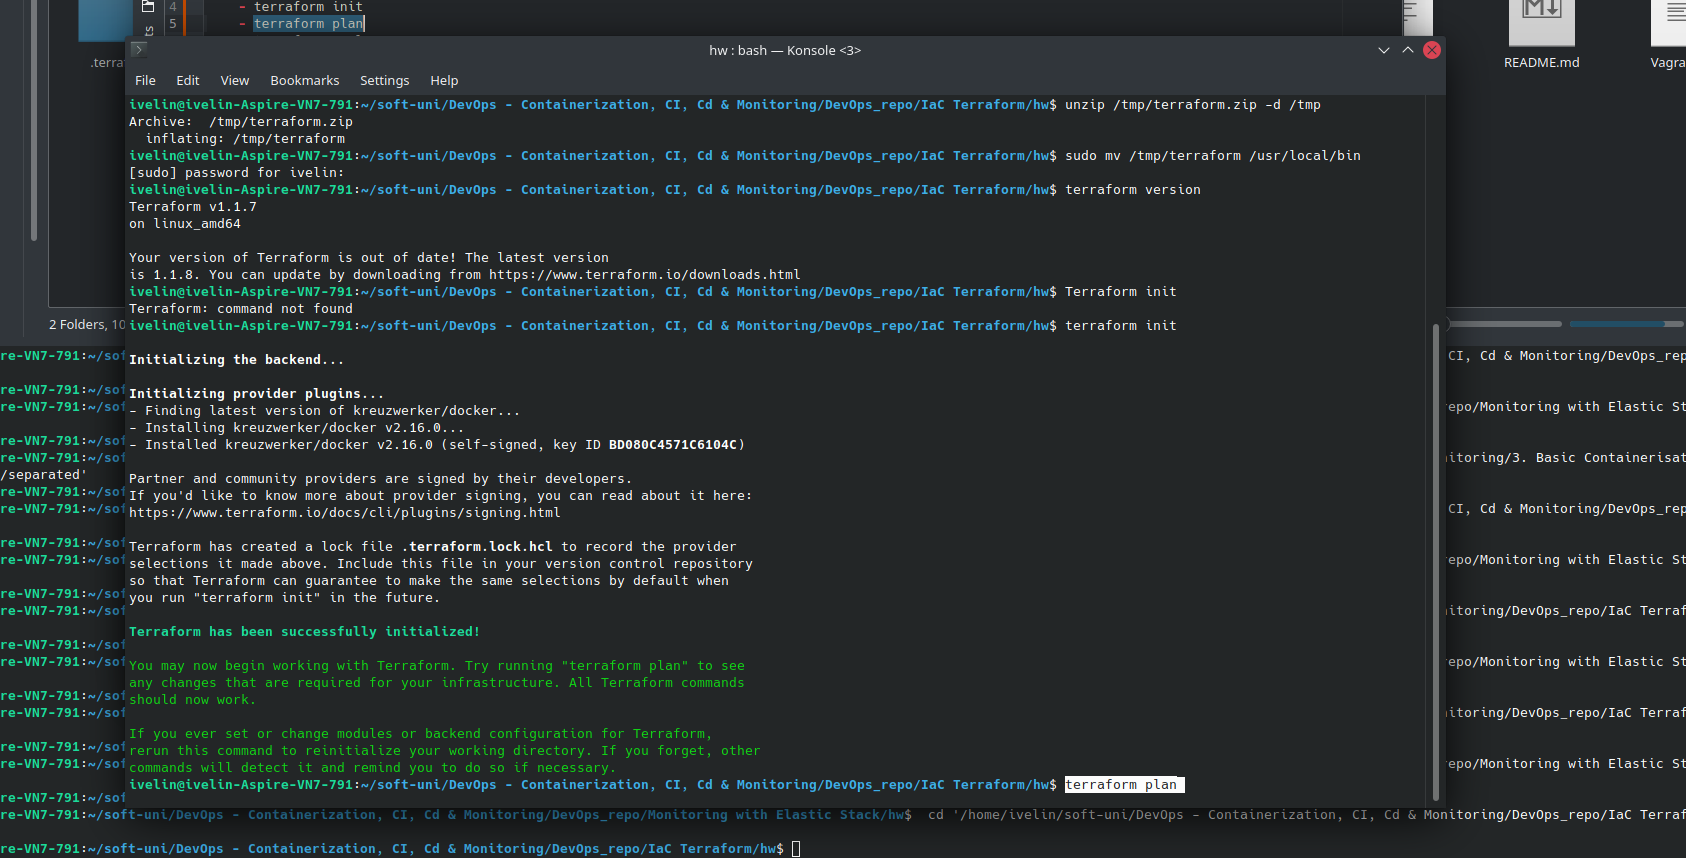 4 - terraform init
5 - terraform plan
ts
.terra
README.md
Vagra
hw : bash — Konsole <3>
File Edit View Bookmarks Settings Help
ivelin@ivelin-Aspire-VN7-791:~/soft-uni/DevOps - Containerization, CI, Cd & Monitoring/DevOps_repo/IaC Terraform/hw$ unzip /tmp/terraform.zip -d /tmp
Archive:  /tmp/terraform.zip
  inflating: /tmp/terraform
ivelin@ivelin-Aspire-VN7-791:~/soft-uni/DevOps - Containerization, CI, Cd & Monitoring/DevOps_repo/IaC Terraform/hw$ sudo mv /tmp/terraform /usr/local/bin
[sudo] password for ivelin:
ivelin@ivelin-Aspire-VN7-791:~/soft-uni/DevOps - Containerization, CI, Cd & Monitoring/DevOps_repo/IaC Terraform/hw$ terraform version
Terraform v1.1.7
on linux_amd64
Your version of Terraform is out of date! The latest version
is 1.1.8. You can update by downloading from https://www.terraform.io/downloads.html
ivelin@ivelin-Aspire-VN7-791:~/soft-uni/DevOps - Containerization, CI, Cd & Monitoring/DevOps_repo/IaC Terraform/hw$ Terraform init
Terraform: command not found
ivelin@ivelin-Aspire-VN7-791:~/soft-uni/DevOps - Containerization, CI, Cd & Monitoring/DevOps_repo/IaC Terraform/hw$ terraform init
Initializing the backend...
Initializing provider plugins...
- Finding latest version of kreuzwerker/docker...
- Installing kreuzwerker/docker v2.16.0...
- Installed kreuzwerker/docker v2.16.0 (self-signed, key ID BD080C4571C6104C)
Partner and community providers are signed by their developers.
If you'd like to know more about provider signing, you can read about it here:
https://www.terraform.io/docs/cli/plugins/signing.html
Terraform has created a lock file .terraform.lock.hcl to record the provider
selections it made above. Include this file in your version control repository
so that Terraform can guarantee to make the same selections by default when
you run "terraform init" in the future.
Terraform has been successfully initialized!
You may now begin working with Terraform. Try running "terraform plan" to see
any changes that are required for your infrastructure. All Terraform commands
should now work.
If you ever set or change modules or backend configuration for Terraform,
rerun this command to reinitialize your working directory. If you forget, other
commands will detect it and remind you to do so if necessary.
ivelin@ivelin-Aspire-VN7-791:~/soft-uni/DevOps - Containerization, CI, Cd & Monitoring/DevOps_repo/IaC Terraform/hw$ terraform plan
2 Folders, 10
re-VN7-791:~/sof CI, Cd & Monitoring/DevOps_rep
re-VN7-791:~/sof
re-VN7-791:~/sof epo/Monitoring with Elastic St
re-VN7-791:~/sof
re-VN7-791:~/sof itoring/3. Basic Containerisat
/separated'
re-VN7-791:~/sof
re-VN7-791:~/sof CI, Cd & Monitoring/DevOps_rep
re-VN7-791:~/sof
re-VN7-791:~/sof epo/Monitoring with Elastic St
re-VN7-791:~/sof
re-VN7-791:~/sof itoring/DevOps_repo/IaC Terraf
re-VN7-791:~/sof
re-VN7-791:~/sof epo/Monitoring with Elastic St
re-VN7-791:~/sof
re-VN7-791:~/sof itoring/DevOps_repo/IaC Terraf
re-VN7-791:~/sof
re-VN7-791:~/sof epo/Monitoring with Elastic St
re-VN7-791:~/sof
re-VN7-791:~/soft-uni/DevOps - Containerization, CI, Cd & Monitoring/DevOps_repo/Monitoring with Elastic Stack/hw$  cd '/home/ivelin/soft-uni/DevOps - Containerization, CI, Cd & Monitoring/DevOps_repo/IaC Terraf
re-VN7-791:~/soft-uni/DevOps - Containerization, CI, Cd & Monitoring/DevOps_repo/IaC Terraform/hw$